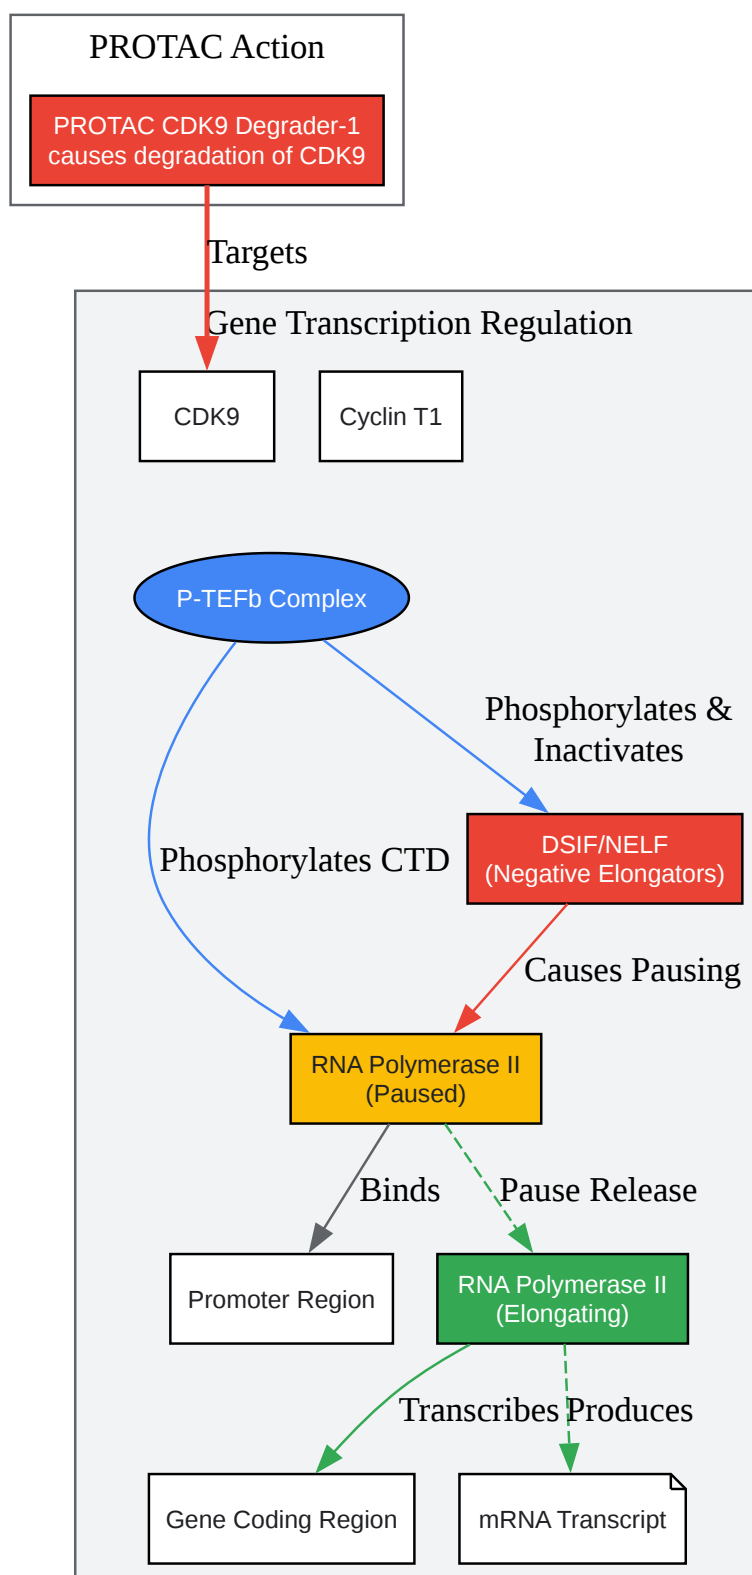 PROTAC Action
PROTAC CDK9 Degrader-1
causes degradation of CDK9
Targets
Gene Transcription Regulation
CDK9
Cyclin T1
P-TEFb Complex
Phosphorylates &
Inactivates
DSIF/NELF
(Negative Elongators)
Phosphorylates CTD
Causes Pausing
RNA Polymerase II
(Paused)
Binds
Pause Release
Promoter Region
RNA Polymerase II
(Elongating)
Transcribes
Produces
Gene Coding Region
mRNA Transcript